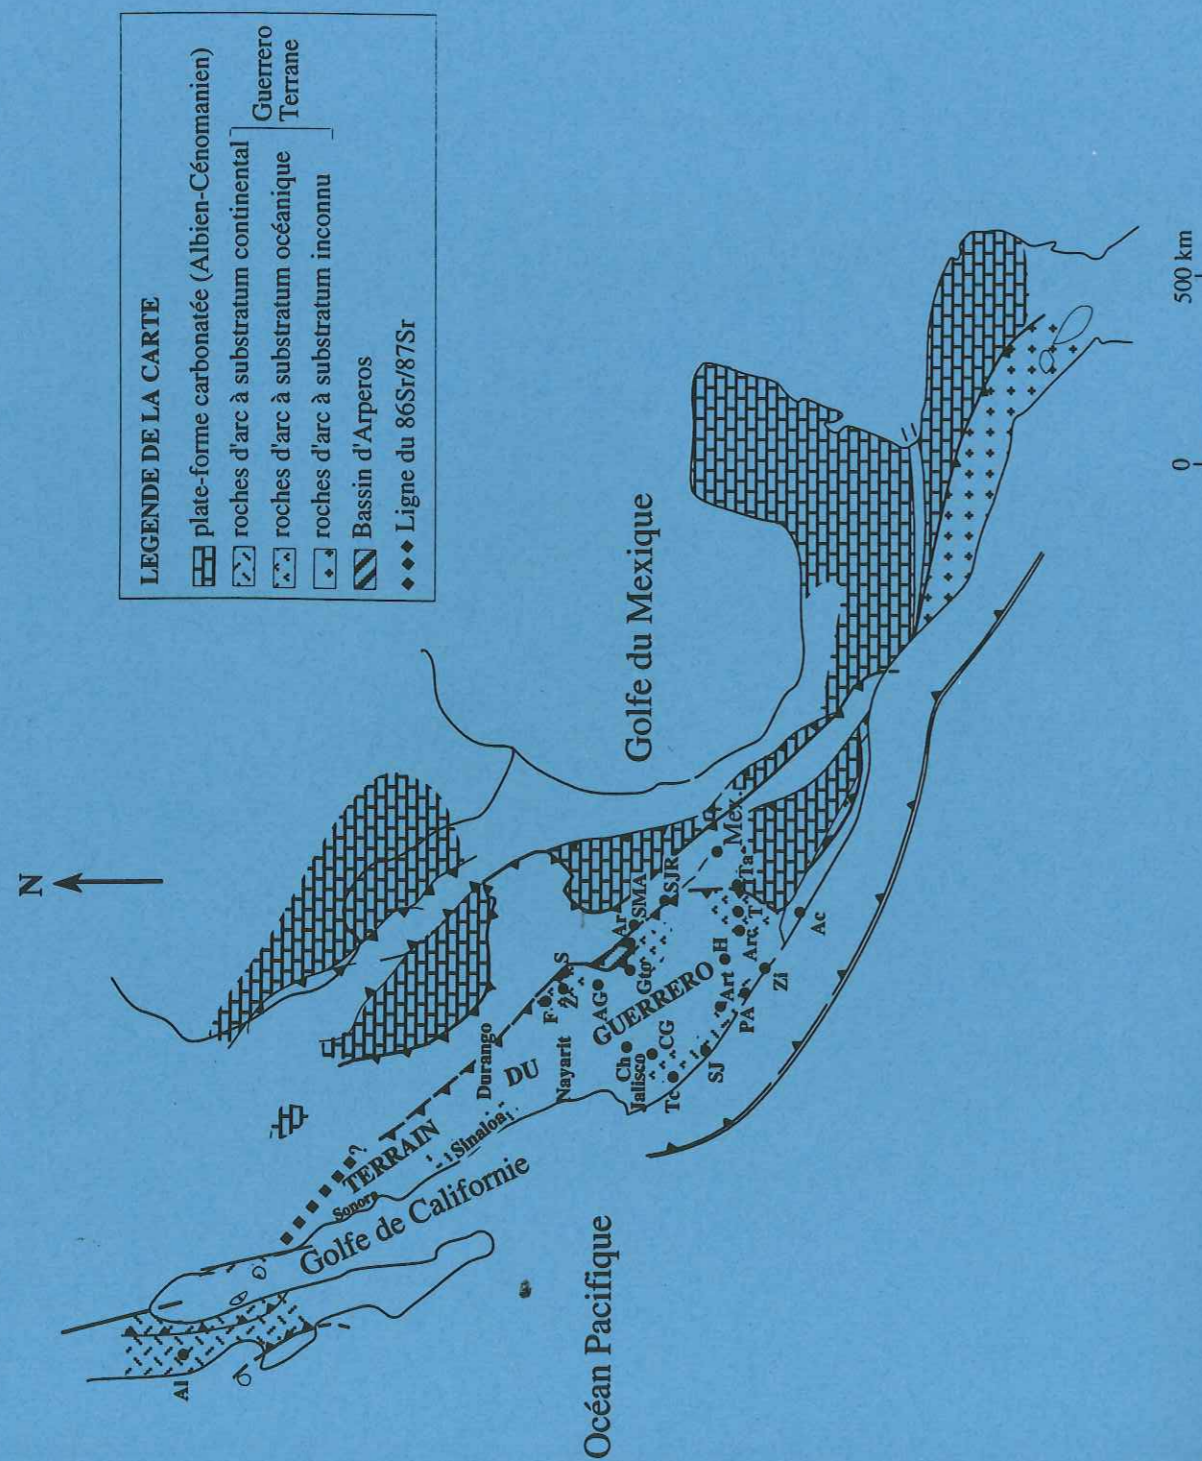 LEGENDE DE LA CARTE
plate-forme carbonatée (Albien-Cénomanien)
roches d'arc à substratum continental
roches d'arc à substratum océanique
roches d'arc à substratum inconnu
Guerrero
Terrane
Bassin d'Arperos
Ligne du 86Sr/87Sr
N
Golfe du Mexique
Golfe de Californie
Océan Pacifique
TERRAIN
DU
GUERRERO
Sonora
Sinaloa
Durango
Nayarit
Jalisco
Al
?
F
Z
S
AG
Ar
SMA
SJR
Gto
Mex.
Ch
CG
Tc
SJ
Art
H
PA
Zi
Arc
T
Ta
Ac
0
500 km